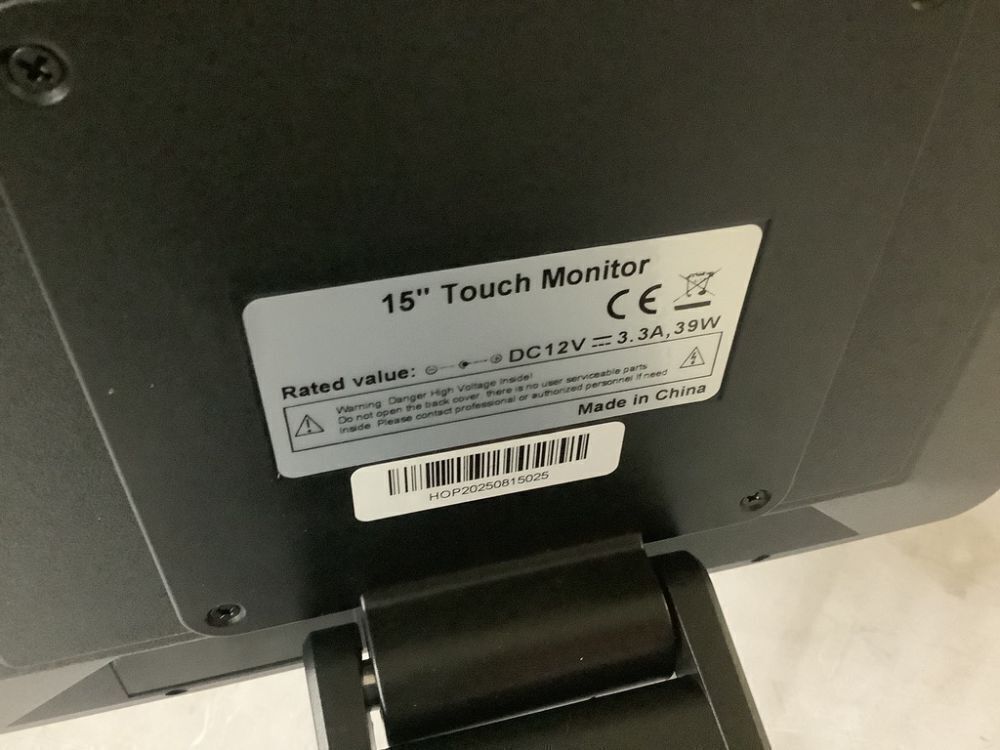 15" Touch Monitor
CE
Rated value: DC12V 3.3A,39W
Warning: Danger High Voltage Inside!
Do not open the back cover, there is no user serviceable parts
inside. Please contact professional or authorized personnel if need
Made in China
HOP20250815025